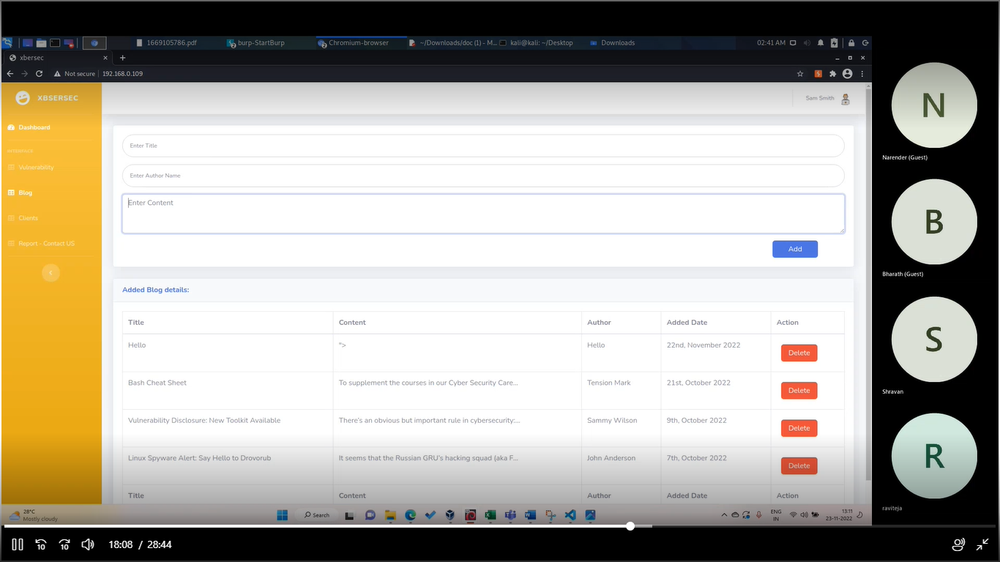 1669105786.pdf burp-StartBurp Chromium-browser ~/Downloads/doc (1) - M... kali@kali: ~/Desktop Downloads 02:41 AM
xbersec
Not secure 192.168.0.109
XBSERSEC
Sam Smith
Dashboard
INTERFACE
Vulnerability
Blog
Clients
Report - Contact US
Enter Title
Enter Author Name
Enter Content
Add
Added Blog details:
Title Content Author Added Date Action
Hello "> Hello 22nd, November 2022 Delete
Bash Cheat Sheet To supplement the courses in our Cyber Security Care... Tension Mark 21st, October 2022 Delete
Vulnerability Disclosure: New Toolkit Available There's an obvious but important rule in cybersecurity:... Sammy Wilson 9th, October 2022 Delete
Linux Spyware Alert: Say Hello to Drovorub It seems that the Russian GRU's hacking squad (aka F... John Anderson 7th, October 2022 Delete
Title Content Author Added Date Action
28°C
Mostly cloudy
Search
ENG
IN
13:11
23-11-2022
N
Narender (Guest)
B
Bharath (Guest)
S
Shravan
R
raviteja
10 10 18:08 / 28:44